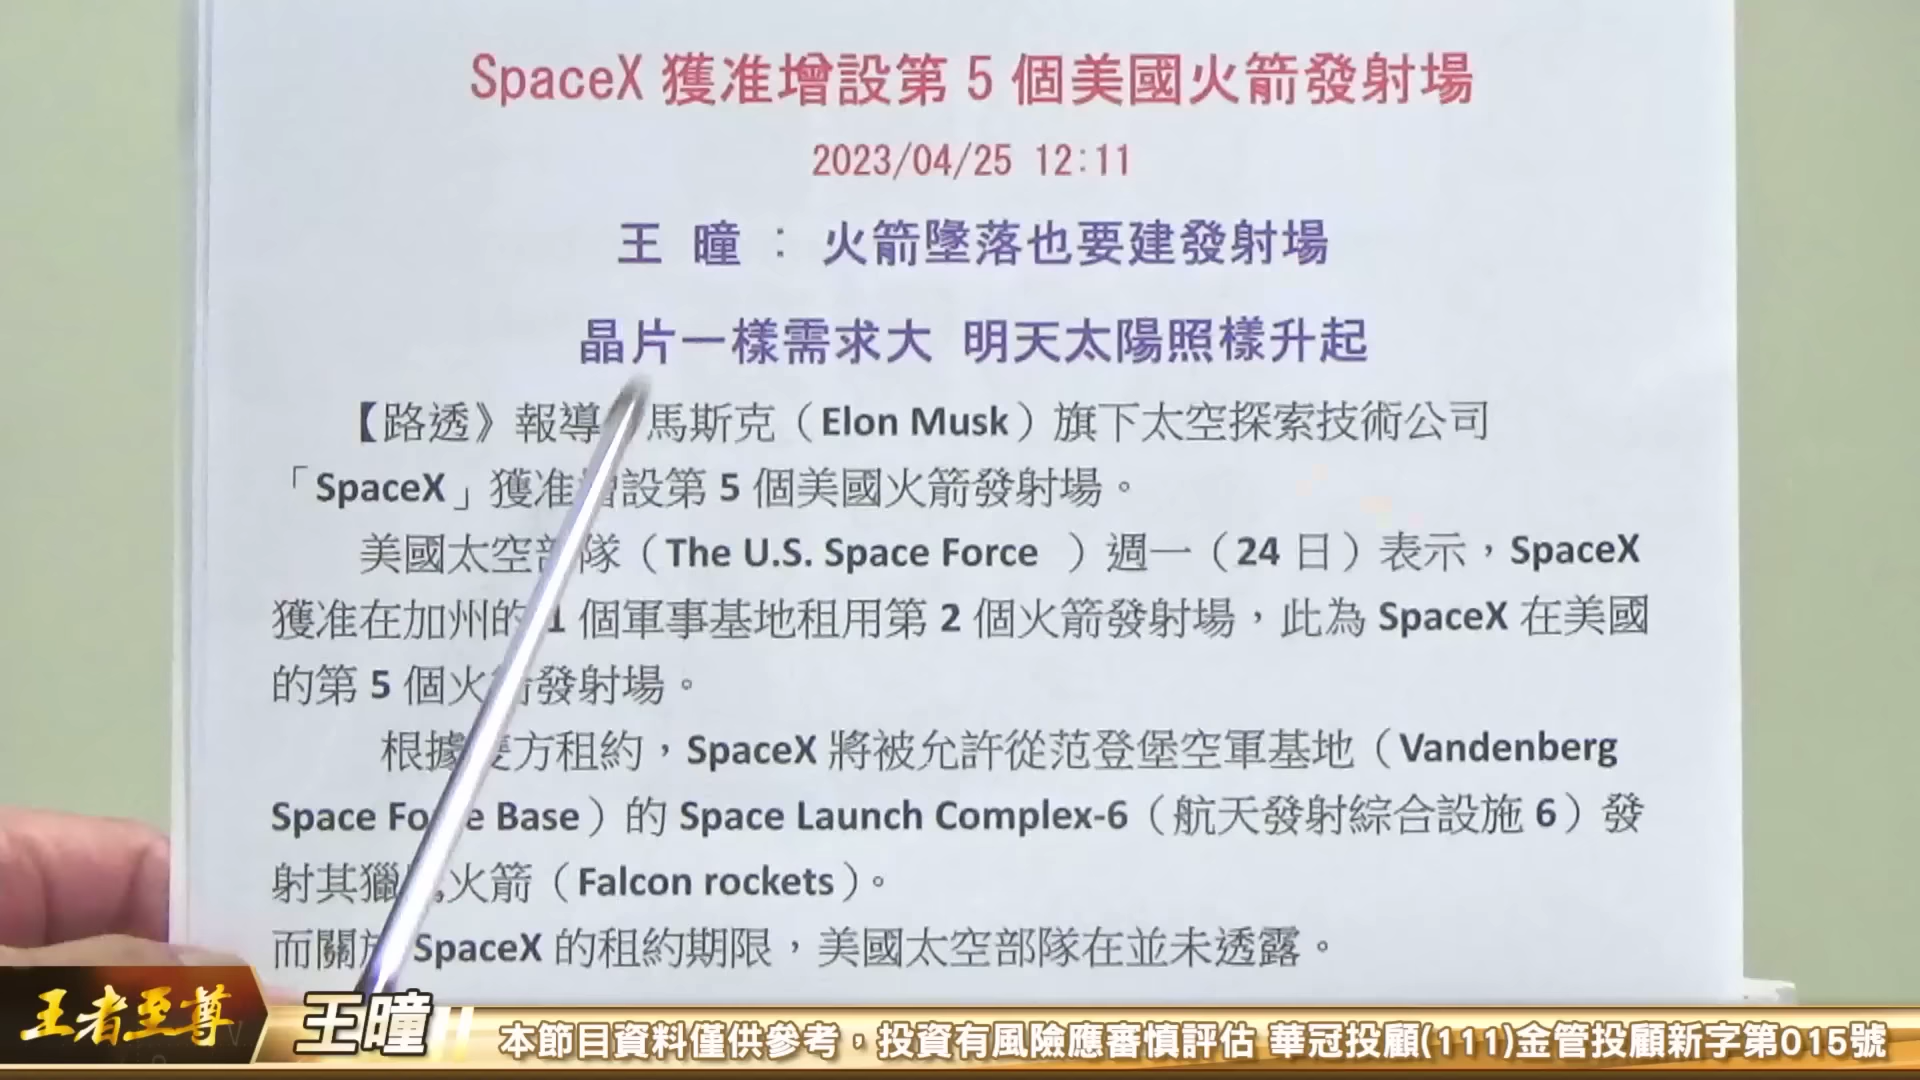 SpaceX 獲准增設第 5 個美國火箭發射場
2023/04/25 12:11
王 曈 : 火箭墜落也要建發射場
晶片一樣需求大 明天太陽照樣升起
【路透》報導 馬斯克（Elon Musk）旗下太空探索技術公司
「SpaceX」獲准增設第 5 個美國火箭發射場。
美國太空部隊（The U.S. Space Force ）週一（24 日）表示，SpaceX
獲准在加州的 1 個軍事基地租用第 2 個火箭發射場，此為 SpaceX 在美國
的第 5 個火箭發射場。
根據雙方租約，SpaceX 將被允許從范登堡空軍基地（Vandenberg
Space Force Base）的 Space Launch Complex-6（航天發射綜合設施 6）發
射其獵 火箭（Falcon rockets）。
而關於 SpaceX 的租約期限，美國太空部隊在並未透露。
王者至尊
王曈
本節目資料僅供參考，投資有風險應審慎評估 華冠投顧(111)金管投顧新字第015號